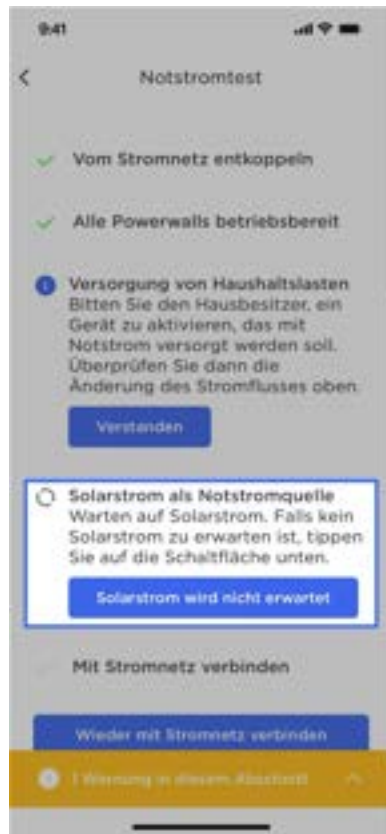 9:41
Notstromtest
Vom Stromnetz entkoppeln
Alle Powerwalls betriebsbereit
Versorgung von Haushaltslasten
Bitten Sie den Hausbesitzer, ein
Gerät zu aktivieren, das mit
Notstrom versorgt werden soll.
Überprüfen Sie dann die
Änderung des Stromflusses oben.
Verstanden
Solarstrom als Notstromquelle
Warten auf Solarstrom. Falls kein
Solarstrom zu erwarten ist, tippen
Sie auf die Schaltfläche unten.
Solarstrom wird nicht erwartet
Mit Stromnetz verbinden
Wieder mit Stromnetz verbinden
1 Warnung in diesem Abschnitt